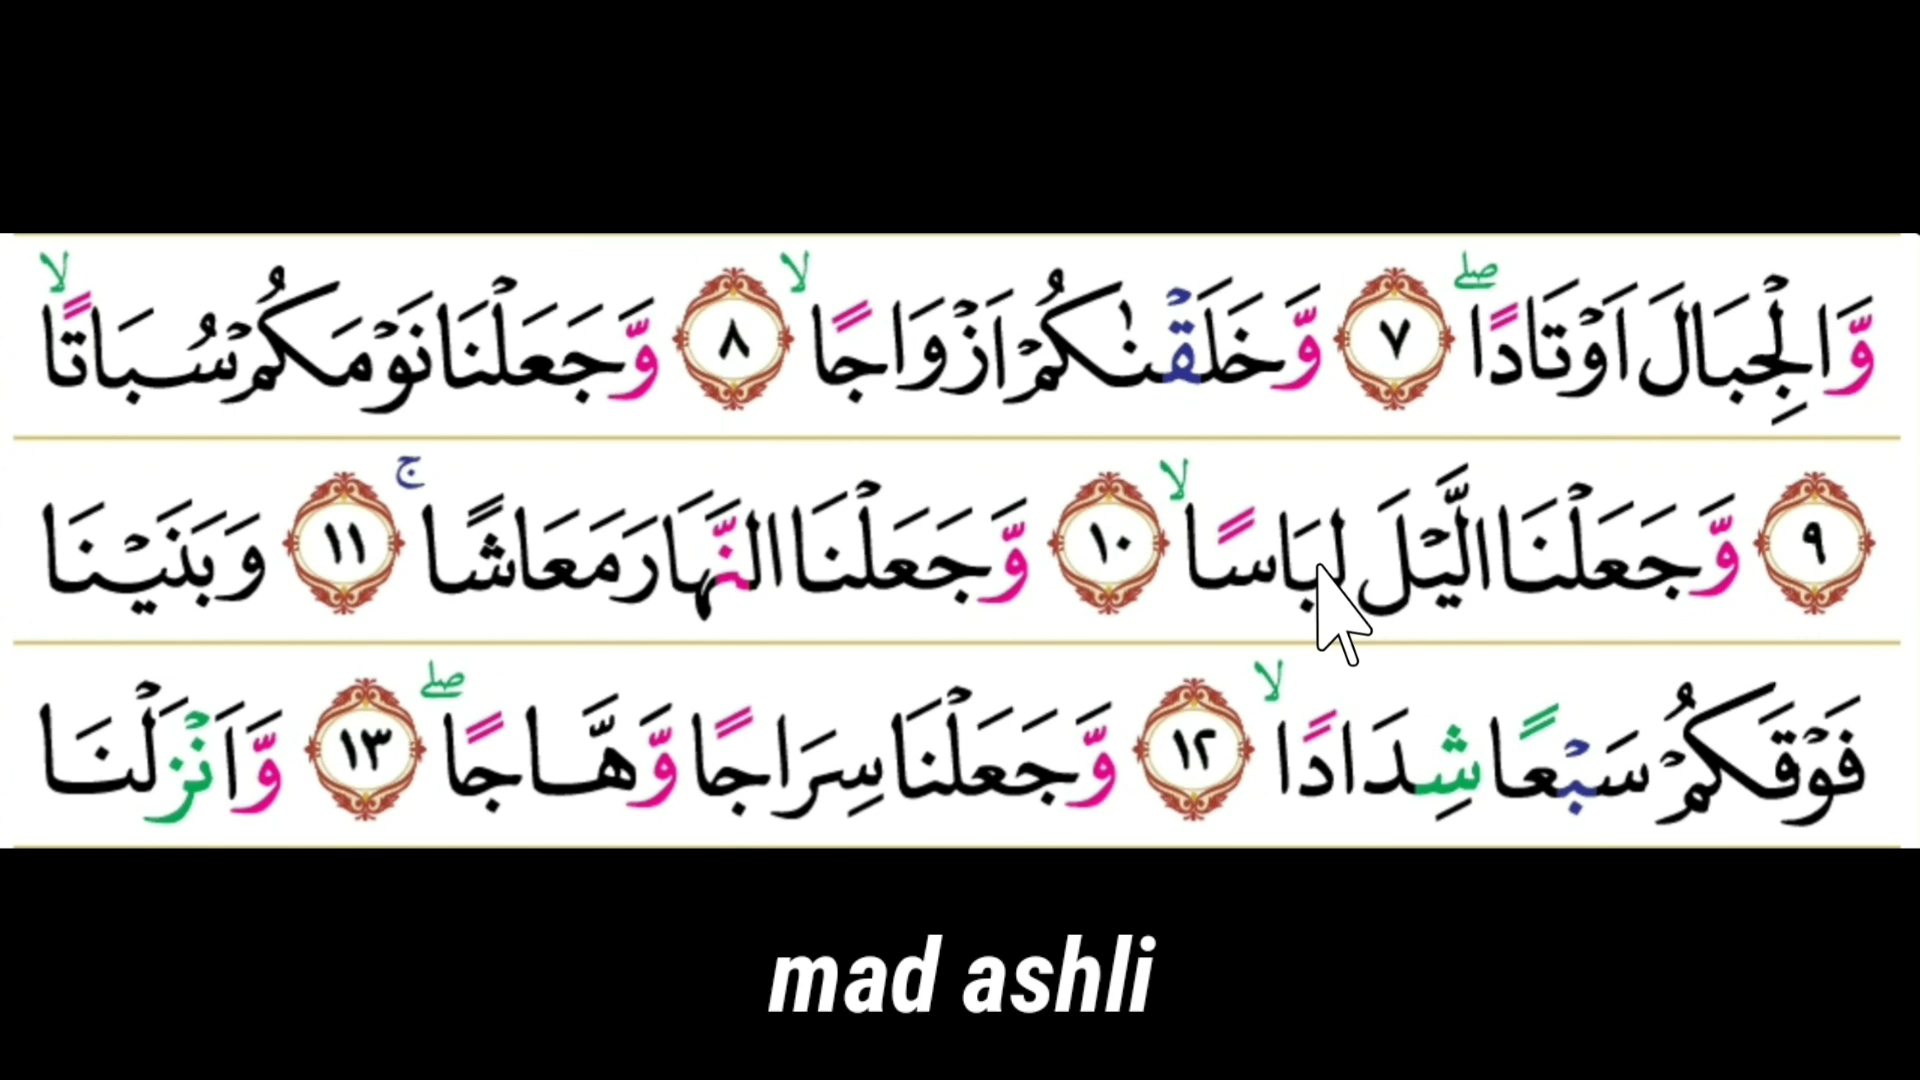 وَّالْجِبَالَ اَوْتَادًاۖ ٧ وَّخَلَقْنٰكُمْ اَزْوَاجًاۙ ٨ وَّجَعَلْنَا نَوْمَكُمْ سُبَاتًاۙ
٩ وَّجَعَلْنَا الَّيْلَ لِبَاسًاۙ ١٠ وَّجَعَلْنَا النَّهَارَ مَعَاشًاۚ ١١ وَبَنَيْنَا
فَوْقَكُمْ سَبْعًا شِدَادًاۙ ١٢ وَّجَعَلْنَا سِرَاجًا وَّهَّاجًاۖ ١٣ وَّاَنْزَلْنَا
mad ashli